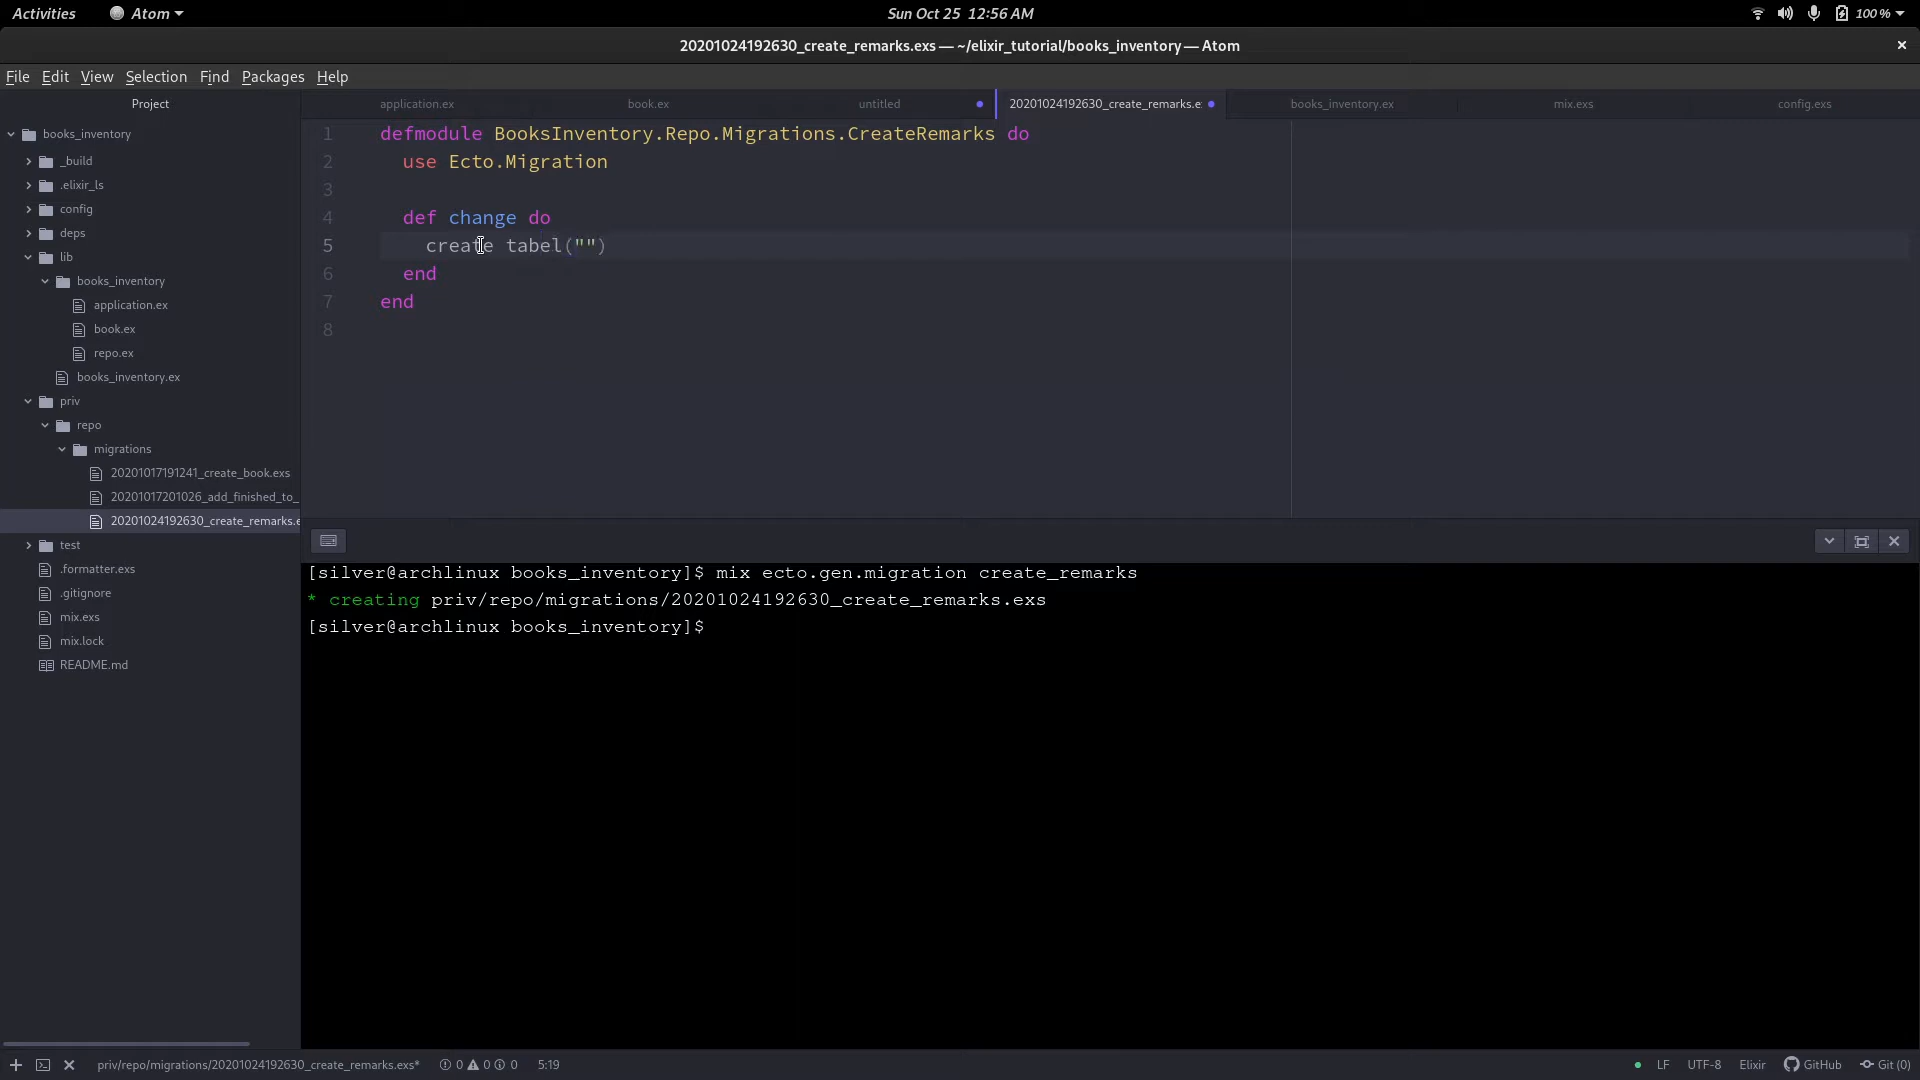 Activities
Atom
Sun Oct 25 12:56 AM
100 %
20201024192630_create_remarks.exs — ~/elixir_tutorial/books_inventory — Atom
File Edit View Selection Find Packages Help
Project
application.ex
book.ex
untitled
20201024192630_create_remarks.e
books_inventory.ex
mix.exs
config.exs
books_inventory
_build
.elixir_ls
config
deps
lib
books_inventory
application.ex
book.ex
repo.ex
books_inventory.ex
priv
repo
migrations
20201017191241_create_book.exs
20201017201026_add_finished_to_
20201024192630_create_remarks.e
test
.formatter.exs
.gitignore
mix.exs
mix.lock
README.md
1 defmodule BooksInventory.Repo.Migrations.CreateRemarks do
2 use Ecto.Migration
3
4 def change do
5 create tabel("")
6 end
7 end
8
[silver@archlinux books_inventory]$ mix ecto.gen.migration create_remarks
* creating priv/repo/migrations/20201024192630_create_remarks.exs
[silver@archlinux books_inventory]$
priv/repo/migrations/20201024192630_create_remarks.exs* 0 0 0 5:19
LF UTF-8 Elixir GitHub Git (0)